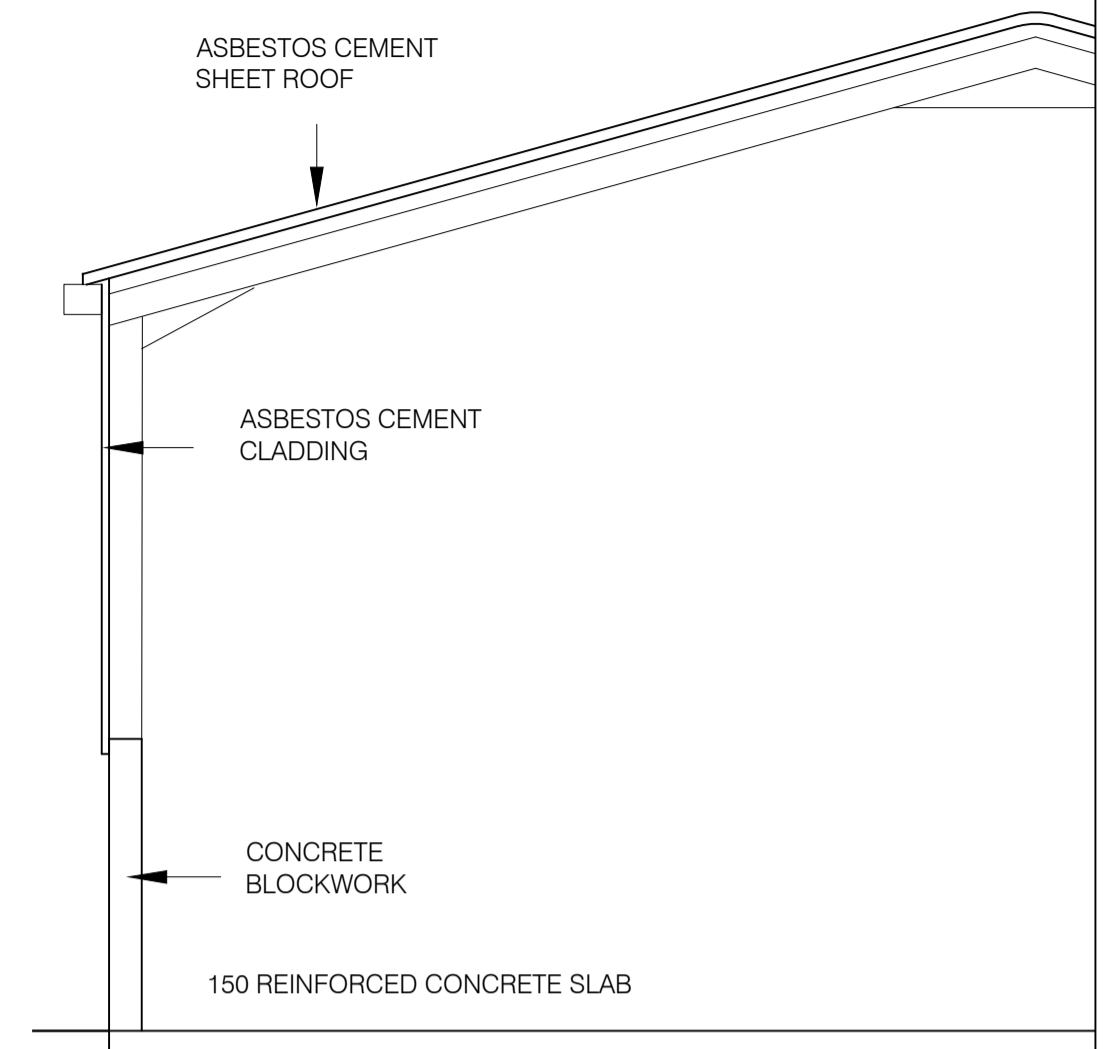 ASBESTOS CEMENT
SHEET ROOF
ASBESTOS CEMENT
CLADDING
CONCRETE
BLOCKWORK
150 REINFORCED CONCRETE SLAB